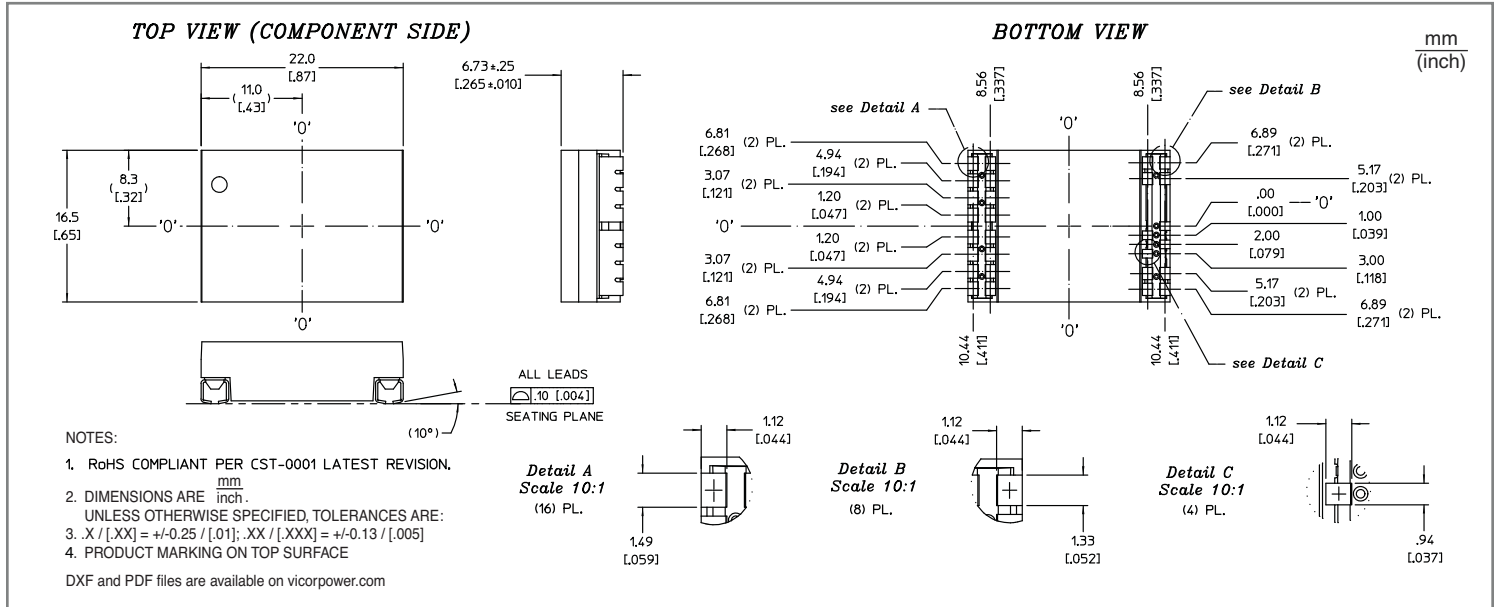 TOP VIEW (COMPONENT SIDE)
22.0
[.87]
11.0
([.43])
'0'
8.3
([.32])
16.5
[.65]
'0'
'0'
'0'
6.73±.25
[.265±.010]
ALL LEADS
.10 [.004]
SEATING PLANE
(10°)
BOTTOM VIEW
mm
(inch)
8.56
[.337]
8.56
[.337]
see Detail A
see Detail B
'0'
6.81
[.268] (2) PL.
4.94
[.194] (2) PL.
3.07
[.121] (2) PL.
1.20
[.047] (2) PL.
'0'
1.20
[.047] (2) PL.
3.07
[.121] (2) PL.
4.94
[.194] (2) PL.
6.81
[.268] (2) PL.
6.89
[.271] (2) PL.
5.17
[.203] (2) PL.
.00
[.000] '0'
1.00
[.039]
2.00
[.079]
3.00
[.118]
5.17
[.203] (2) PL.
6.89
[.271] (2) PL.
10.44
[.411]
'0'
10.44
[.411]
see Detail C
NOTES:
1. RoHS COMPLIANT PER CST-0001 LATEST REVISION.
2. DIMENSIONS ARE mm/inch.
UNLESS OTHERWISE SPECIFIED, TOLERANCES ARE:
3. .X / [.XX] = +/-0.25 / [.01]; .XX / [.XXX] = +/-0.13 / [.005]
4. PRODUCT MARKING ON TOP SURFACE
DXF and PDF files are available on vicorpower.com
Detail A
Scale 10:1
(16) PL.
1.12
[.044]
1.49
[.059]
Detail B
Scale 10:1
(8) PL.
1.12
[.044]
1.33
[.052]
Detail C
Scale 10:1
(4) PL.
1.12
[.044]
.94
[.037]